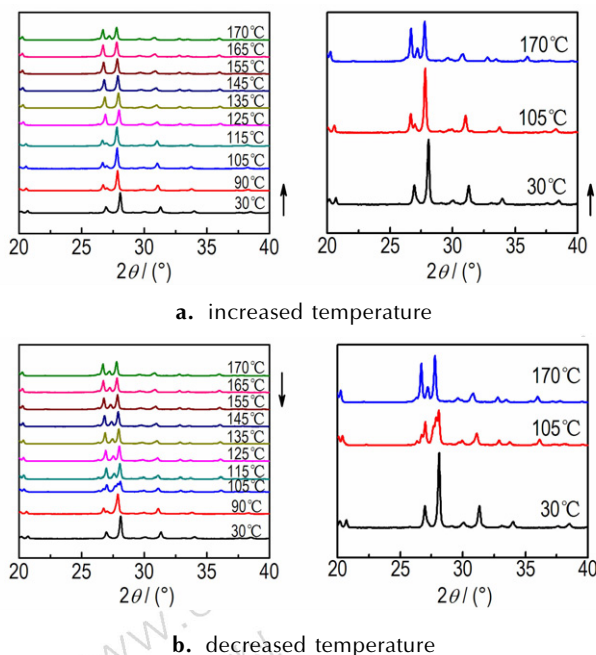 170℃
165℃
155℃
145℃
135℃
125℃
115℃
105℃
90℃
30℃
20 25 30 35 40
2θ/ (°)
170℃
105℃
30℃
20 25 30 35 40
2θ/ (°)
a. increased temperature
170℃
165℃
155℃
145℃
135℃
125℃
115℃
105℃
90℃
30℃
20 25 30 35 40
2θ/ (°)
170℃
105℃
30℃
20 25 30 35 40
2θ/ (°)
b. decreased temperature